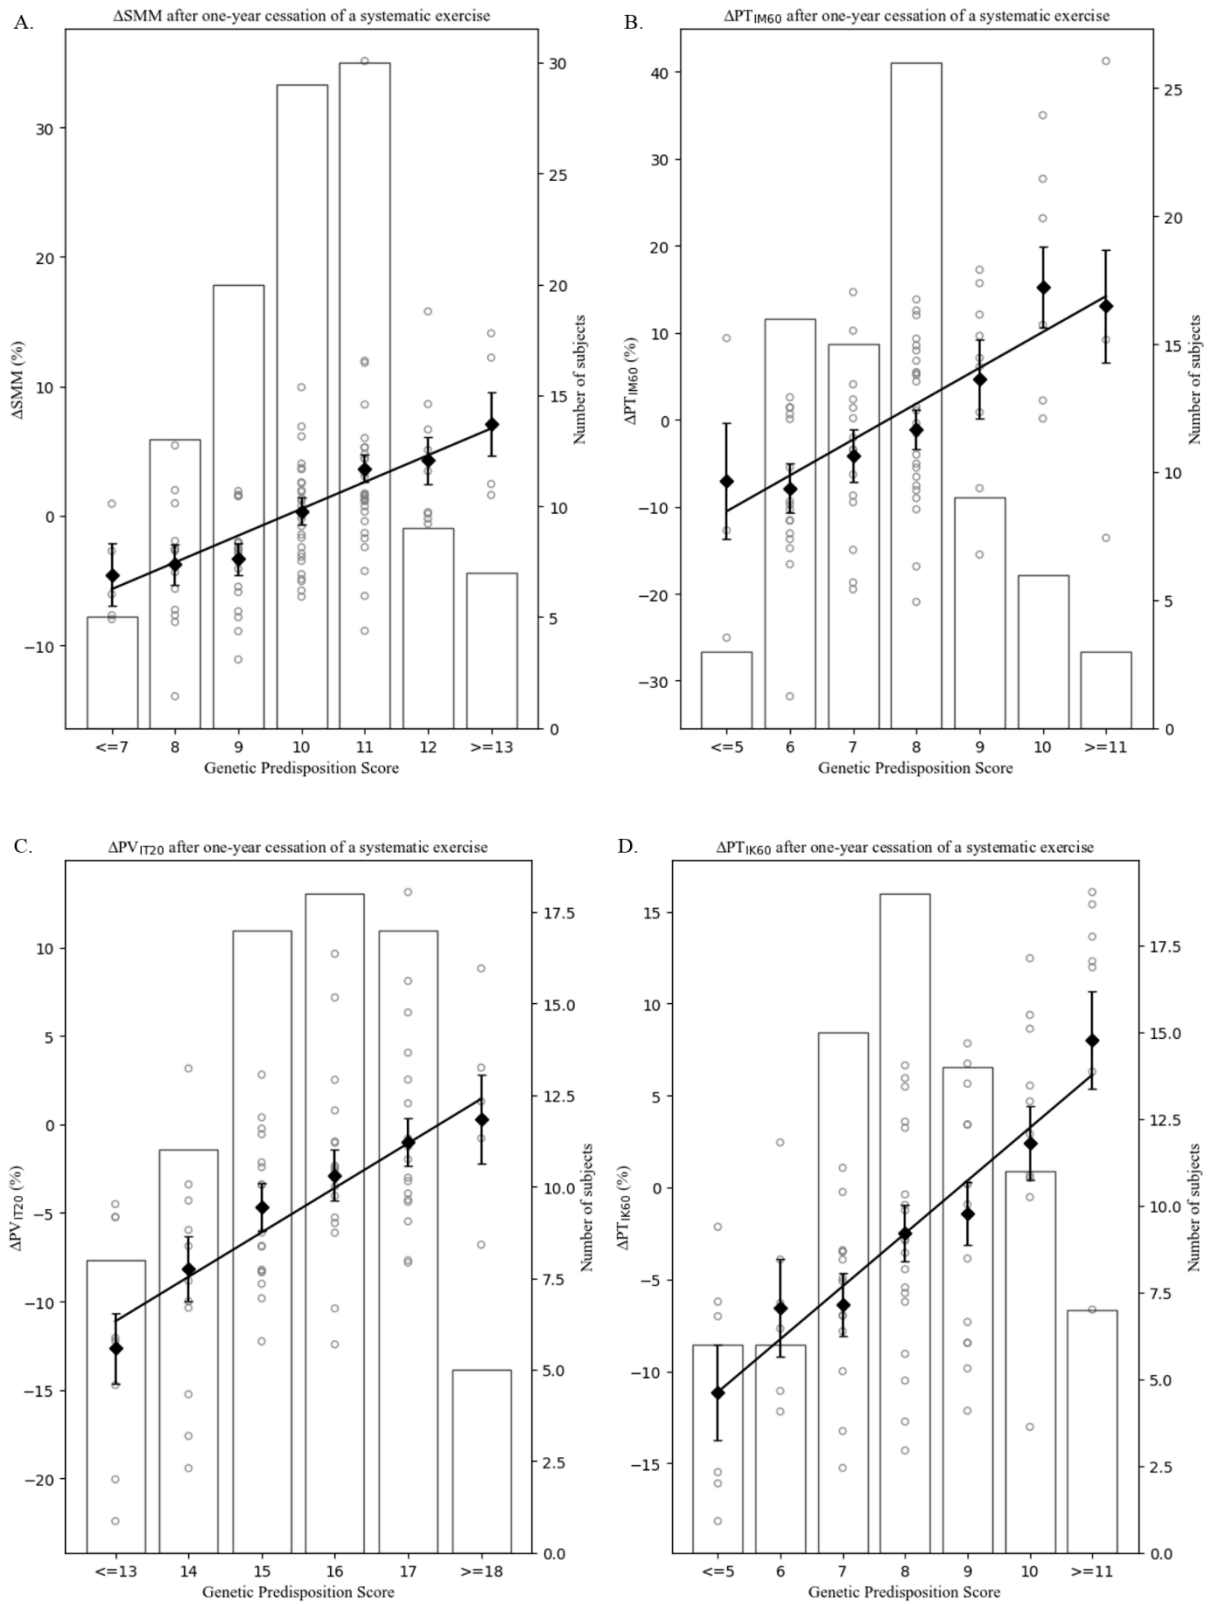 A.
ΔSMM after one-year cessation of a systematic exercise
30
20
10
0
−10
ΔSMM (%)
30
25
20
15
10
5
0
Number of subjects
<=7 8 9 10 11 12 >=13
Genetic Predisposition Score
B.
ΔPTIM60 after one-year cessation of a systematic exercise
40
30
20
10
0
−10
−20
−30
ΔPTIM60 (%)
25
20
15
10
5
0
Number of subjects
<=5 6 7 8 9 10 >=11
Genetic Predisposition Score
C.
ΔPVIT20 after one-year cessation of a systematic exercise
10
5
0
−5
−10
−15
−20
ΔPVIT20 (%)
17.5
15.0
12.5
10.0
7.5
5.0
2.5
0.0
Number of subjects
<=13 14 15 16 17 >=18
Genetic Predisposition Score
D.
ΔPTIK60 after one-year cessation of a systematic exercise
15
10
5
0
−5
−10
−15
ΔPTIK60 (%)
17.5
15.0
12.5
10.0
7.5
5.0
2.5
0.0
Number of subjects
<=5 6 7 8 9 10 >=11
Genetic Predisposition Score